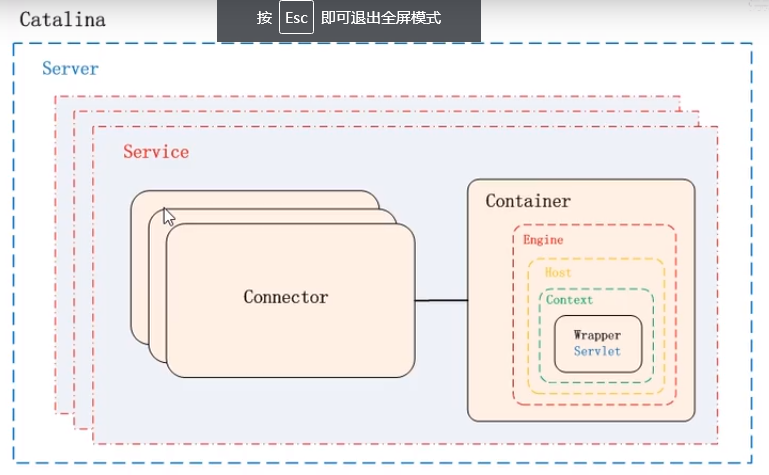 按 Esc 即可退出全屏模式
Catalina
Server
Service
Connector
Container
Engine
Host
Context
Wrapper
Servlet